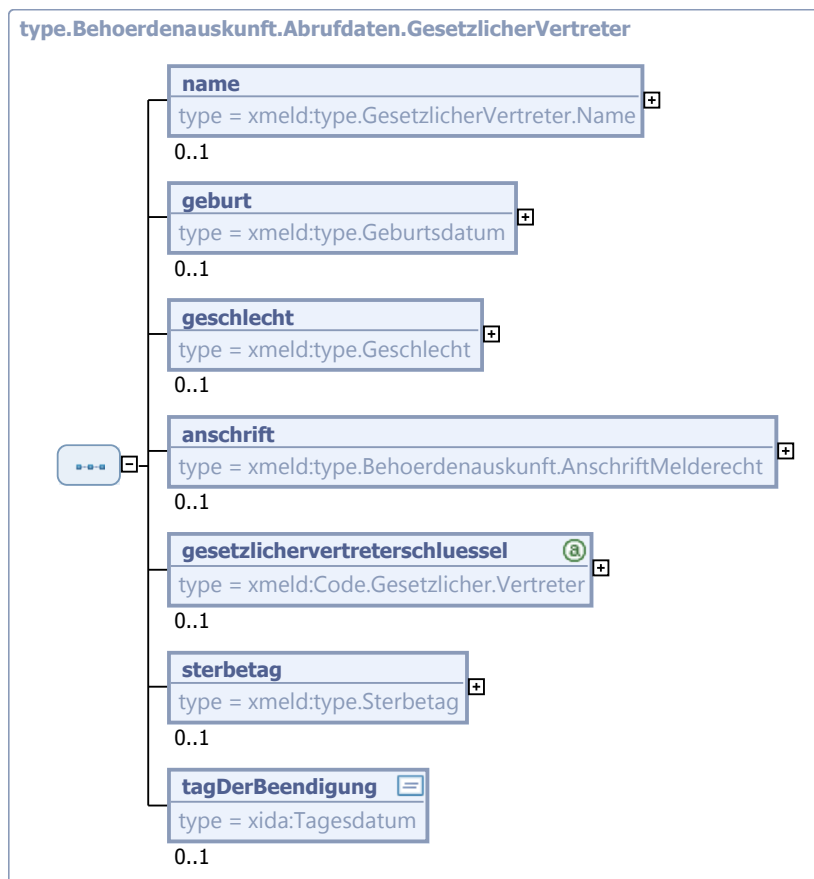 type.Behoerdenauskunft.Abrufdaten.GesetzlicherVertreter
name
type = xmeld:type.GesetzlicherVertreter.Name
0..1
geburt
type = xmeld:type.Geburtsdatum
0..1
geschlecht
type = xmeld:type.Geschlecht
0..1
anschrift
type = xmeld:type.Behoerdenauskunft.AnschriftMelderecht
0..1
gesetzlichervertreterschluessel a
type = xmeld:Code.Gesetzlicher.Vertreter
0..1
sterbetag
type = xmeld:type.Sterbetag
0..1
tagDerBeendigung
type = xida:Tagesdatum
0..1